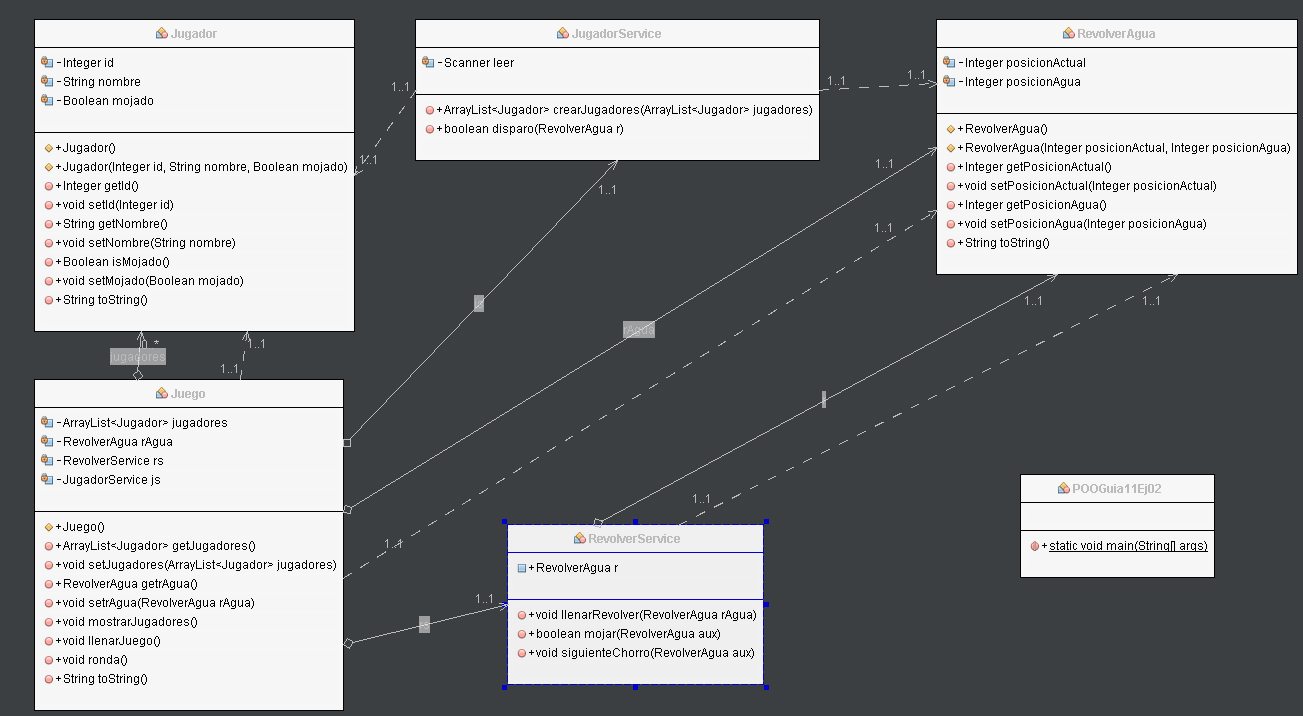 Jugador
-Integer id
-String nombre
-Boolean mojado
+Jugador()
+Jugador(Integer id, String nombre, Boolean mojado)
+Integer getId()
+void setId(Integer id)
+String getNombre()
+void setNombre(String nombre)
+Boolean isMojado()
+void setMojado(Boolean mojado)
+String toString()
JugadorService
-Scanner leer
+ArrayList<Jugador> crearJugadores(ArrayList<Jugador> jugadores)
+boolean disparo(RevolverAgua r)
RevolverAgua
-Integer posicionActual
-Integer posicionAgua
+RevolverAgua()
+RevolverAgua(Integer posicionActual, Integer posicionAgua)
+Integer getPosicionActual()
+void setPosicionActual(Integer posicionActual)
+Integer getPosicionAgua()
+void setPosicionAgua(Integer posicionAgua)
+String toString()
1..1
1..1
1..1
1..1
1..1
1..1
1..1
1..1
1..1
rAgua
0..*
jugadores
1..1
1..1
Juego
-ArrayList<Jugador> jugadores
-RevolverAgua rAgua
-RevolverService rs
-JugadorService js
+Juego()
+ArrayList<Jugador> getJugadores()
+void setJugadores(ArrayList<Jugador> jugadores)
+RevolverAgua getrAgua()
+void setrAgua(RevolverAgua rAgua)
+void mostrarJugadores()
+void llenarJuego()
+void ronda()
+String toString()
1..1
1..1
1..1
RevolverService
+RevolverAgua r
+void llenarRevolver(RevolverAgua rAgua)
+boolean mojar(RevolverAgua aux)
+void siguienteChorro(RevolverAgua aux)
POOGuia11Ej02
+static void main(String[] args)